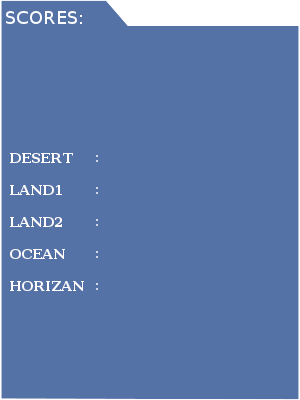 SCORES:
DESERT :
LAND1 :
LAND2 :
OCEAN :
HORIZAN :